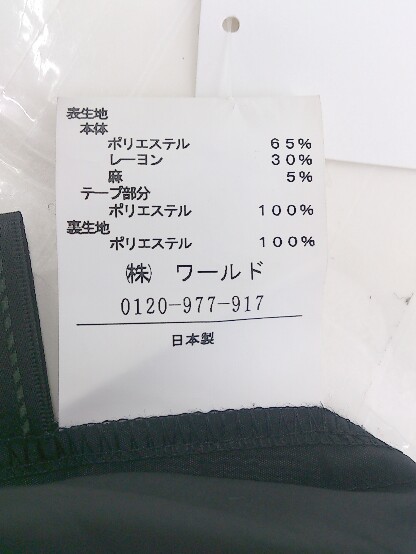 表生地
本体
ポリエステル 65%
レーヨン 30%
麻 5%
テープ部分
ポリエステル 100%
裏生地
ポリエステル 100%
(株) ワールド
0120-977-917
日本製